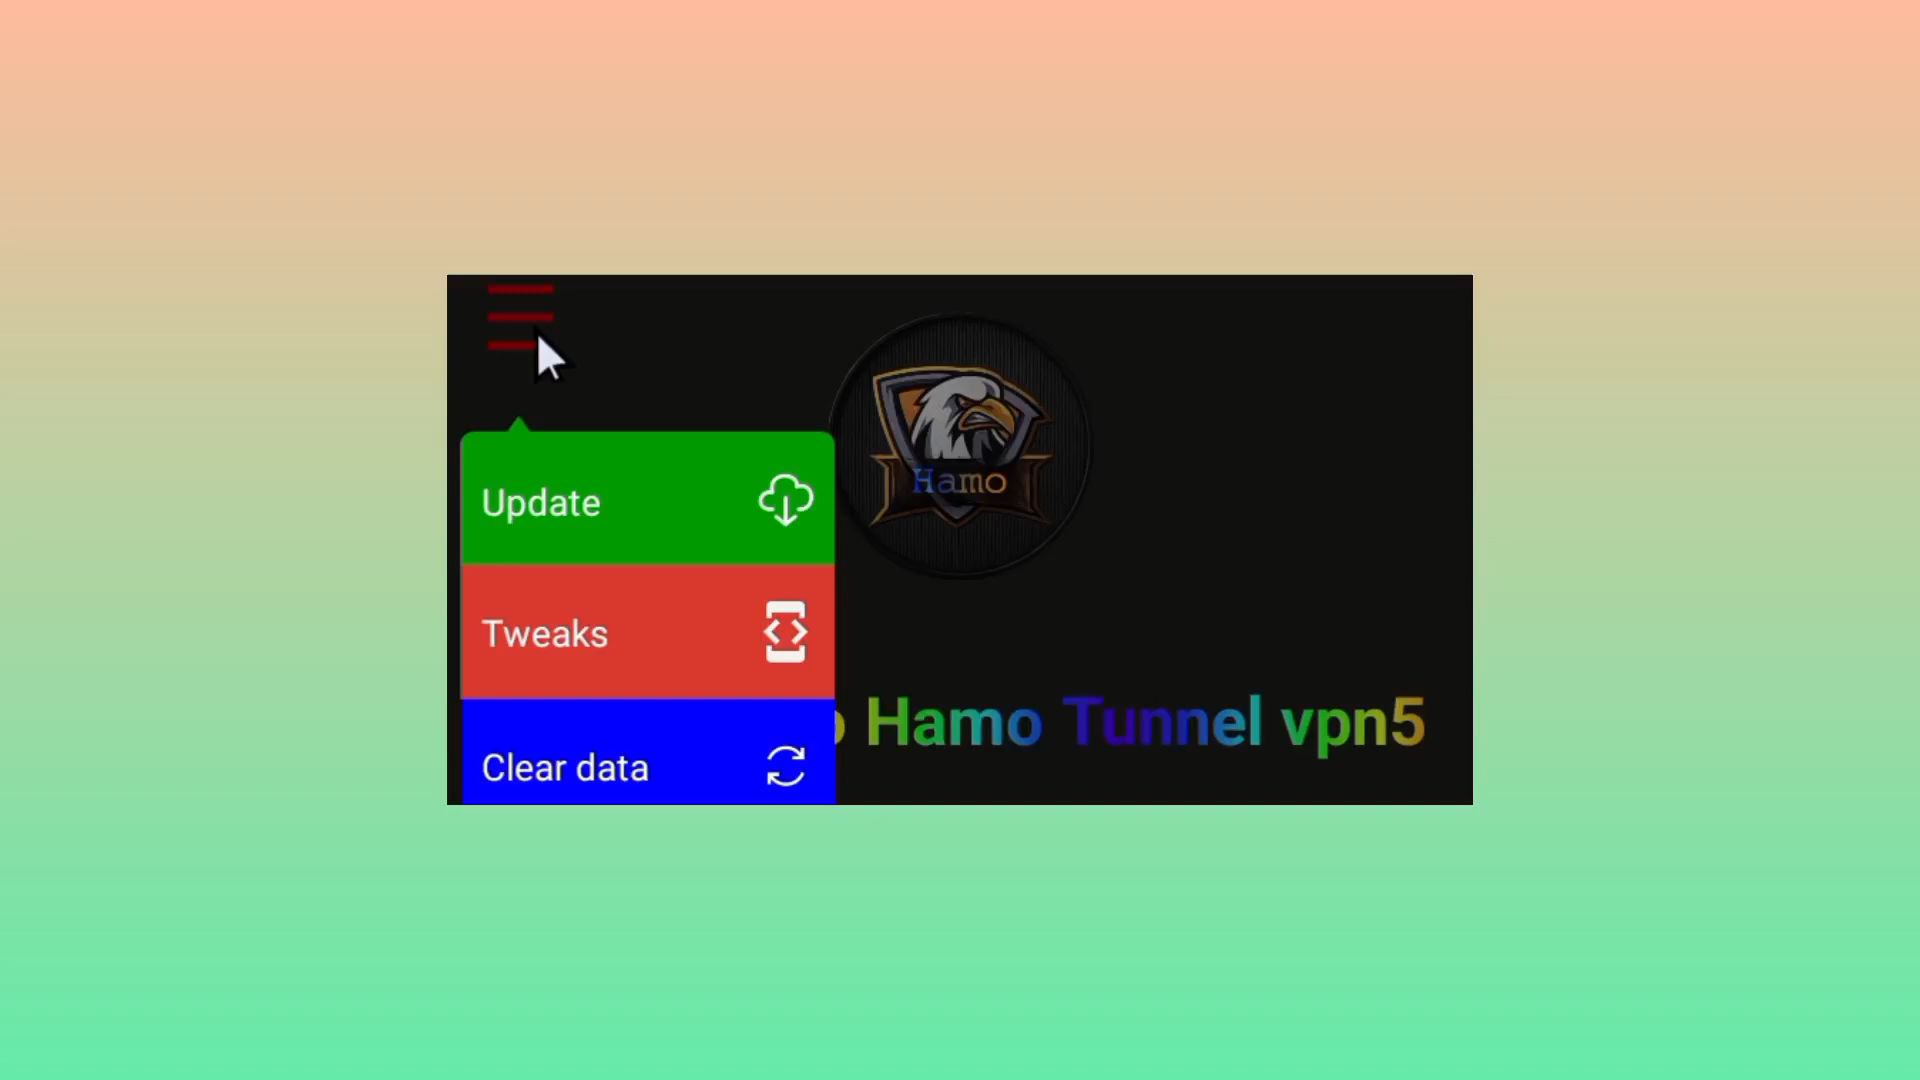 Hamo
Update
Tweaks
Hamo Tunnel vpn5
Clear data